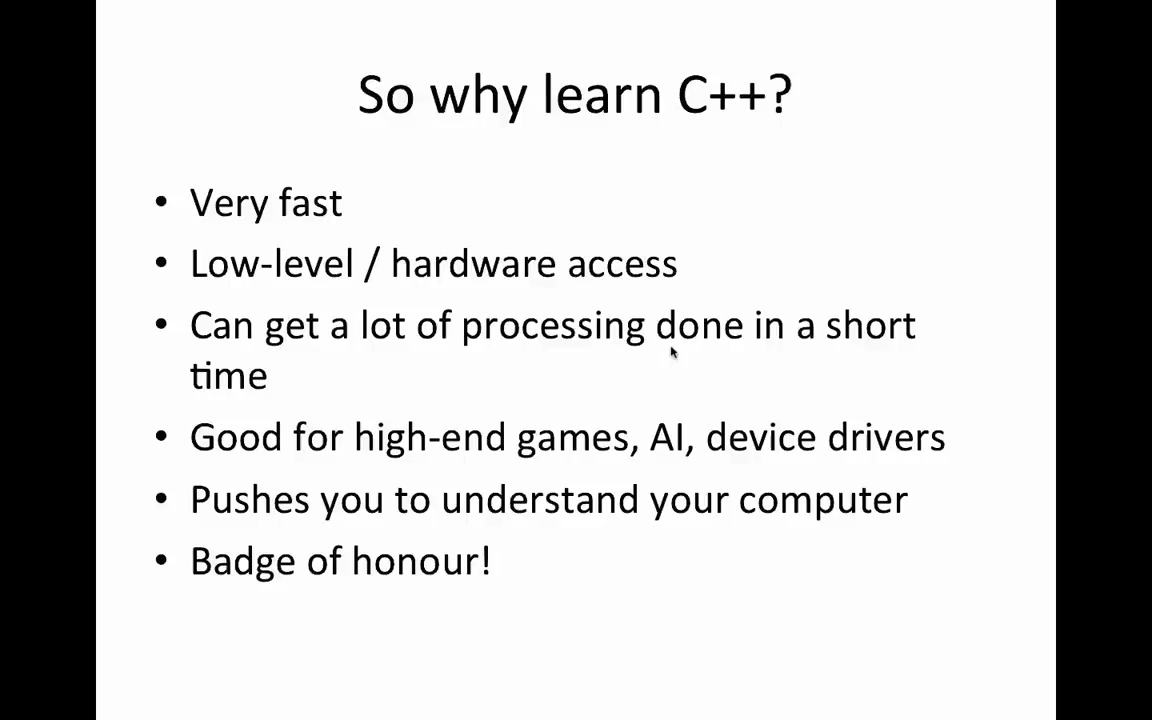 So why learn C++?
• Very fast
• Low-level / hardware access
• Can get a lot of processing done in a short
time
• Good for high-end games, AI, device drivers
• Pushes you to understand your computer
• Badge of honour!